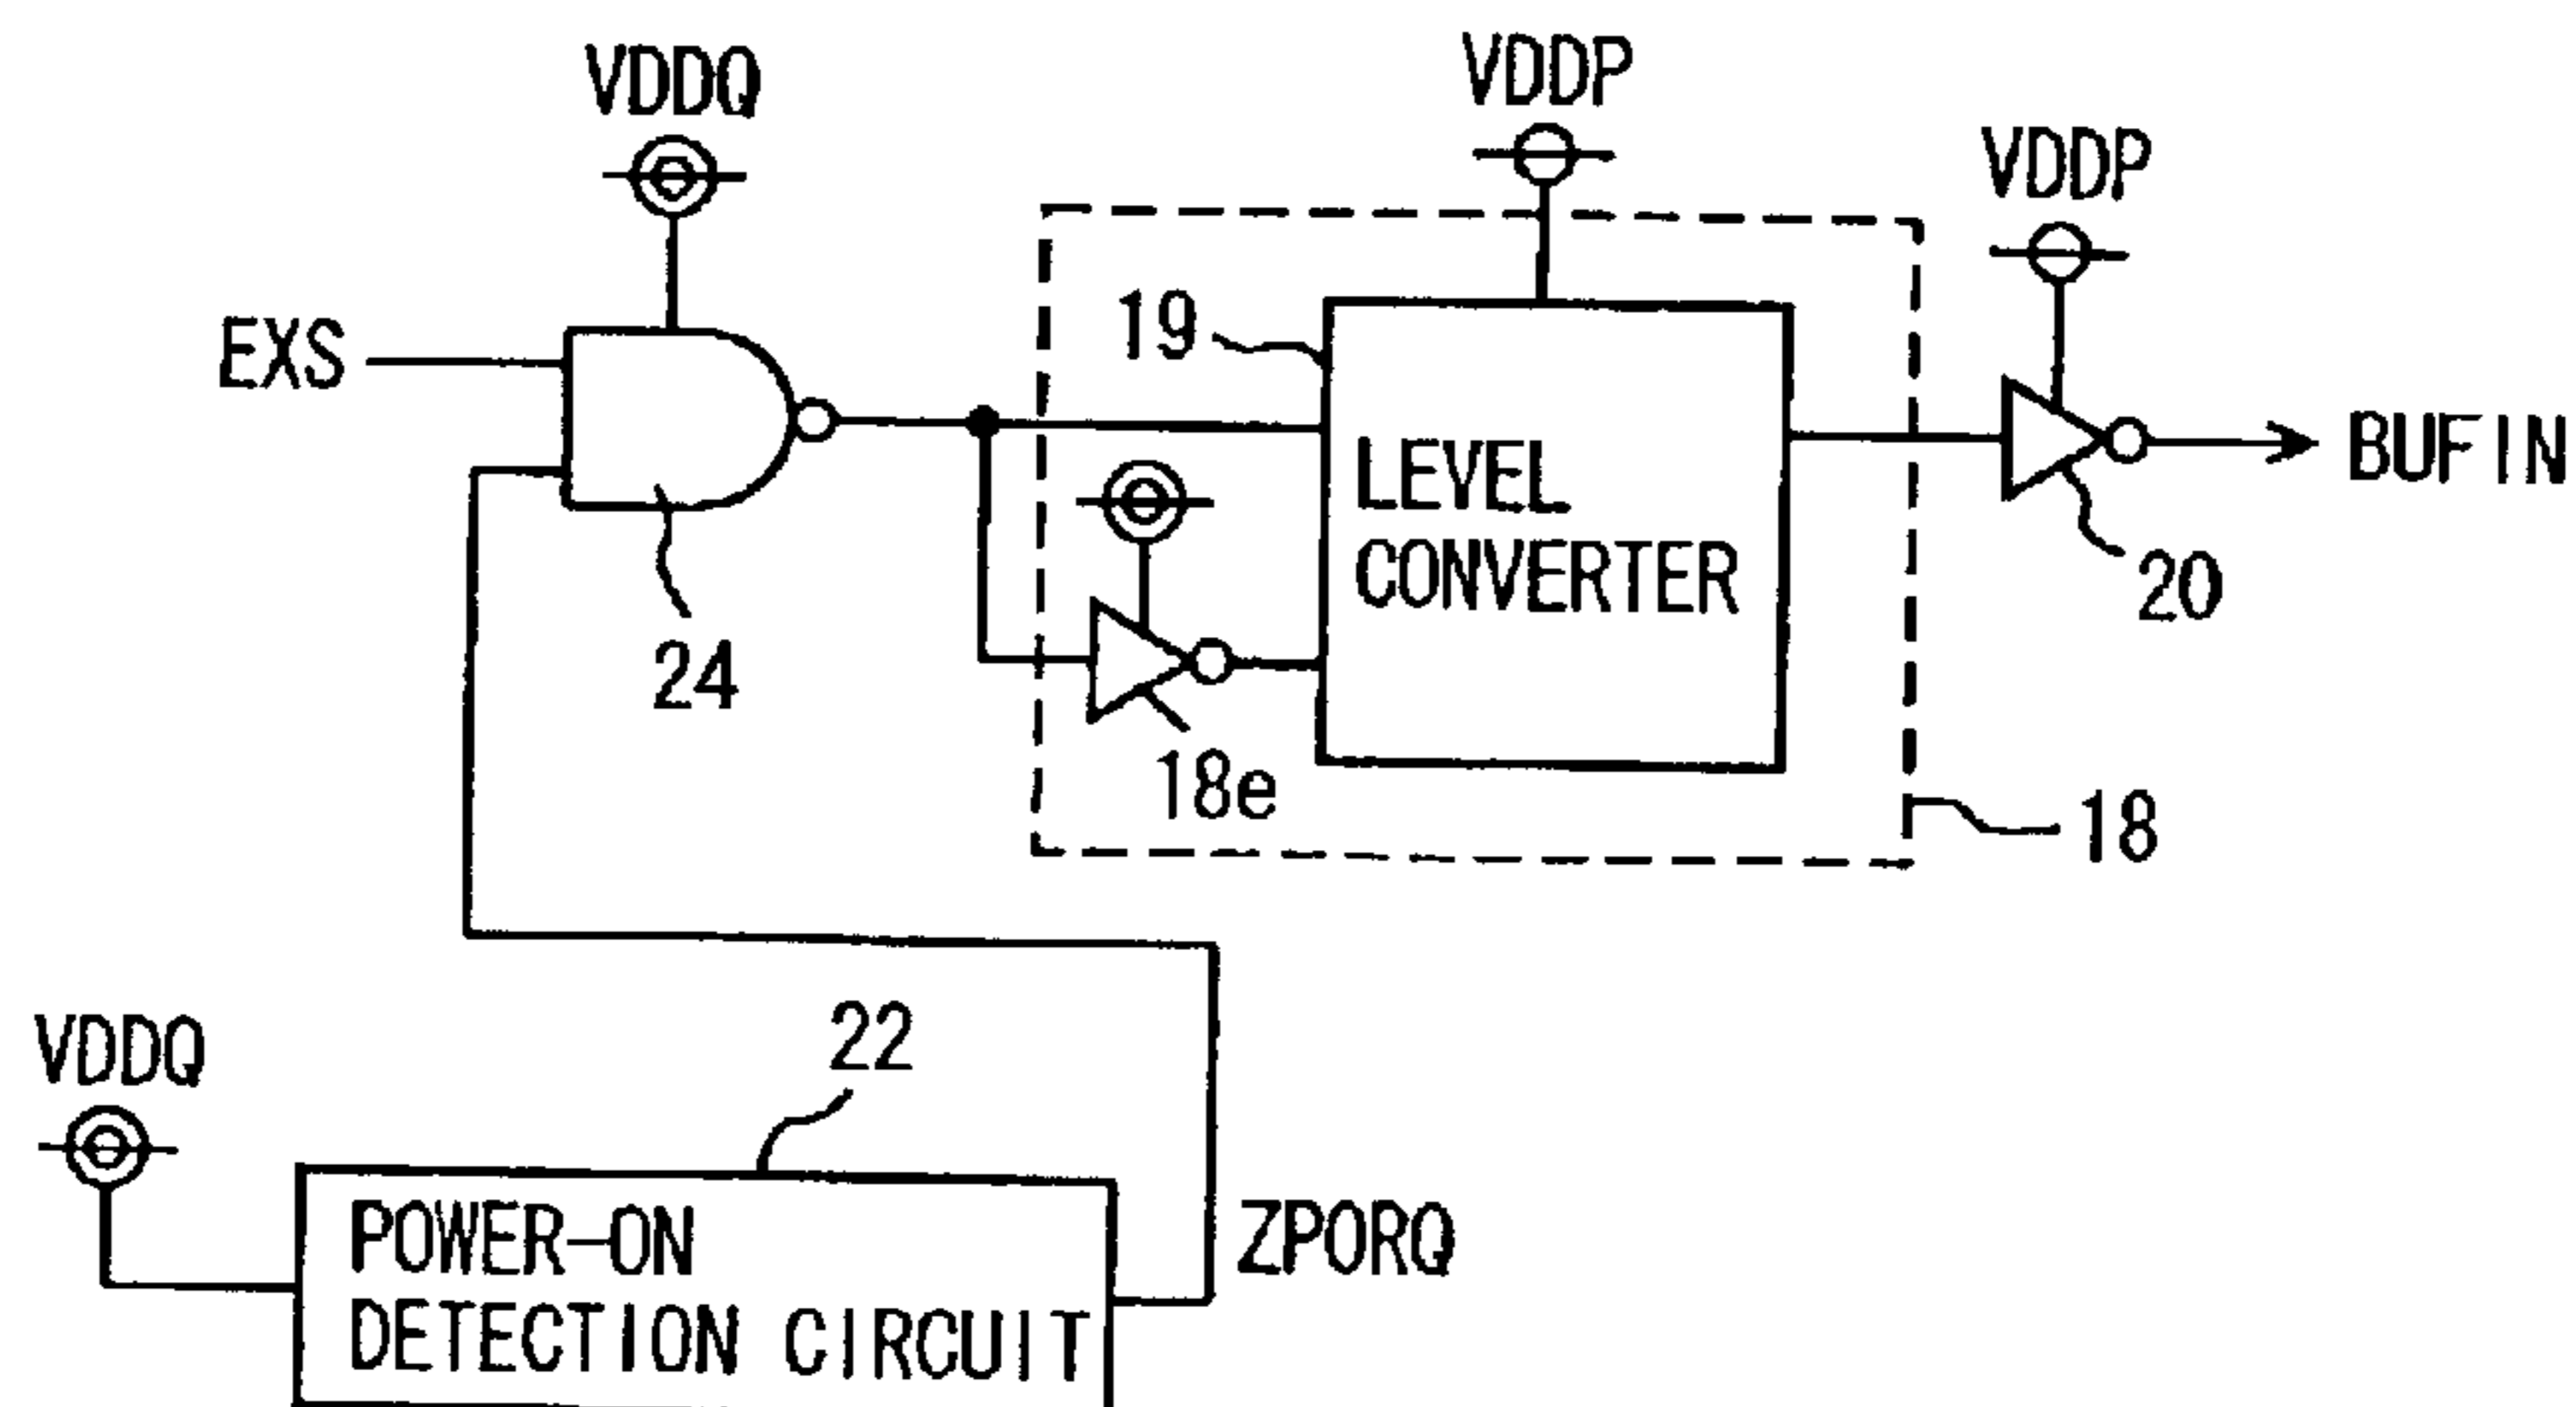 VDDQ
VDDP
VDDP
EXS
19
LEVEL
CONVERTER
BUFIN
20
24
18e
18
VDDQ
22
POWER-ON
DETECTION CIRCUIT
ZPORQ